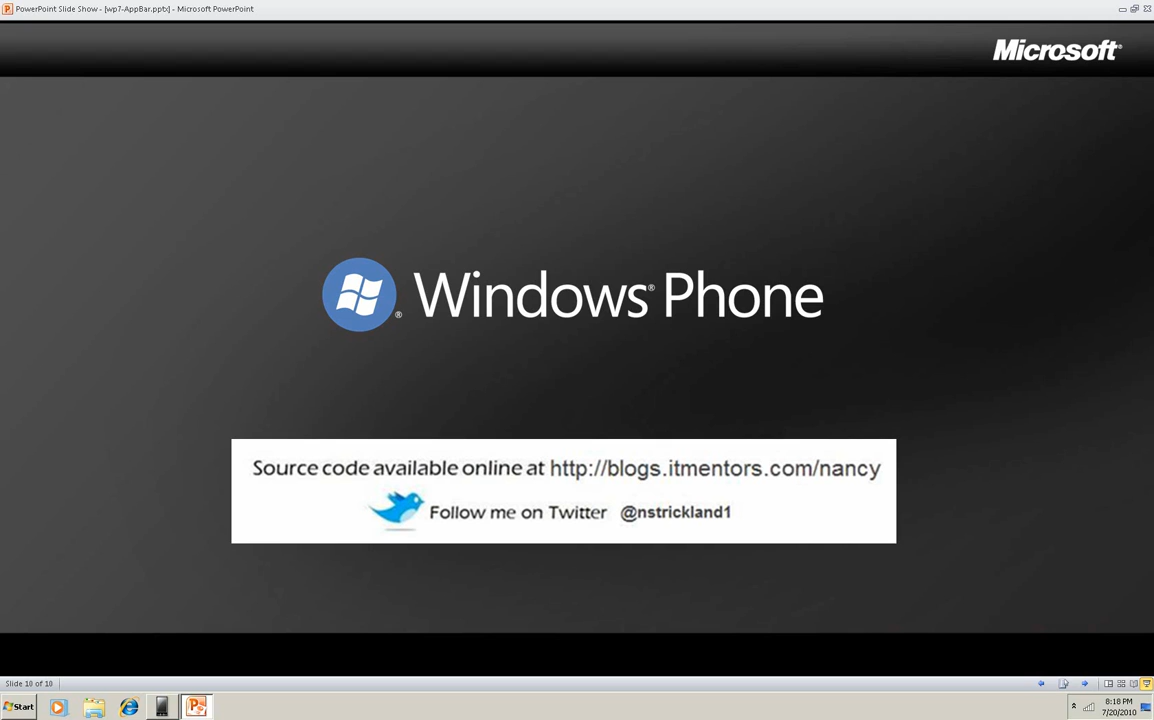 PowerPoint Slide Show - [wp7-AppBar.pptx] - Microsoft PowerPoint
Microsoft®
® Windows® Phone
Source code available online at http://blogs.itmentors.com/nancy
Follow me on Twitter @nstrickland1
Slide 10 of 10
Start
8:18 PM
7/20/2010